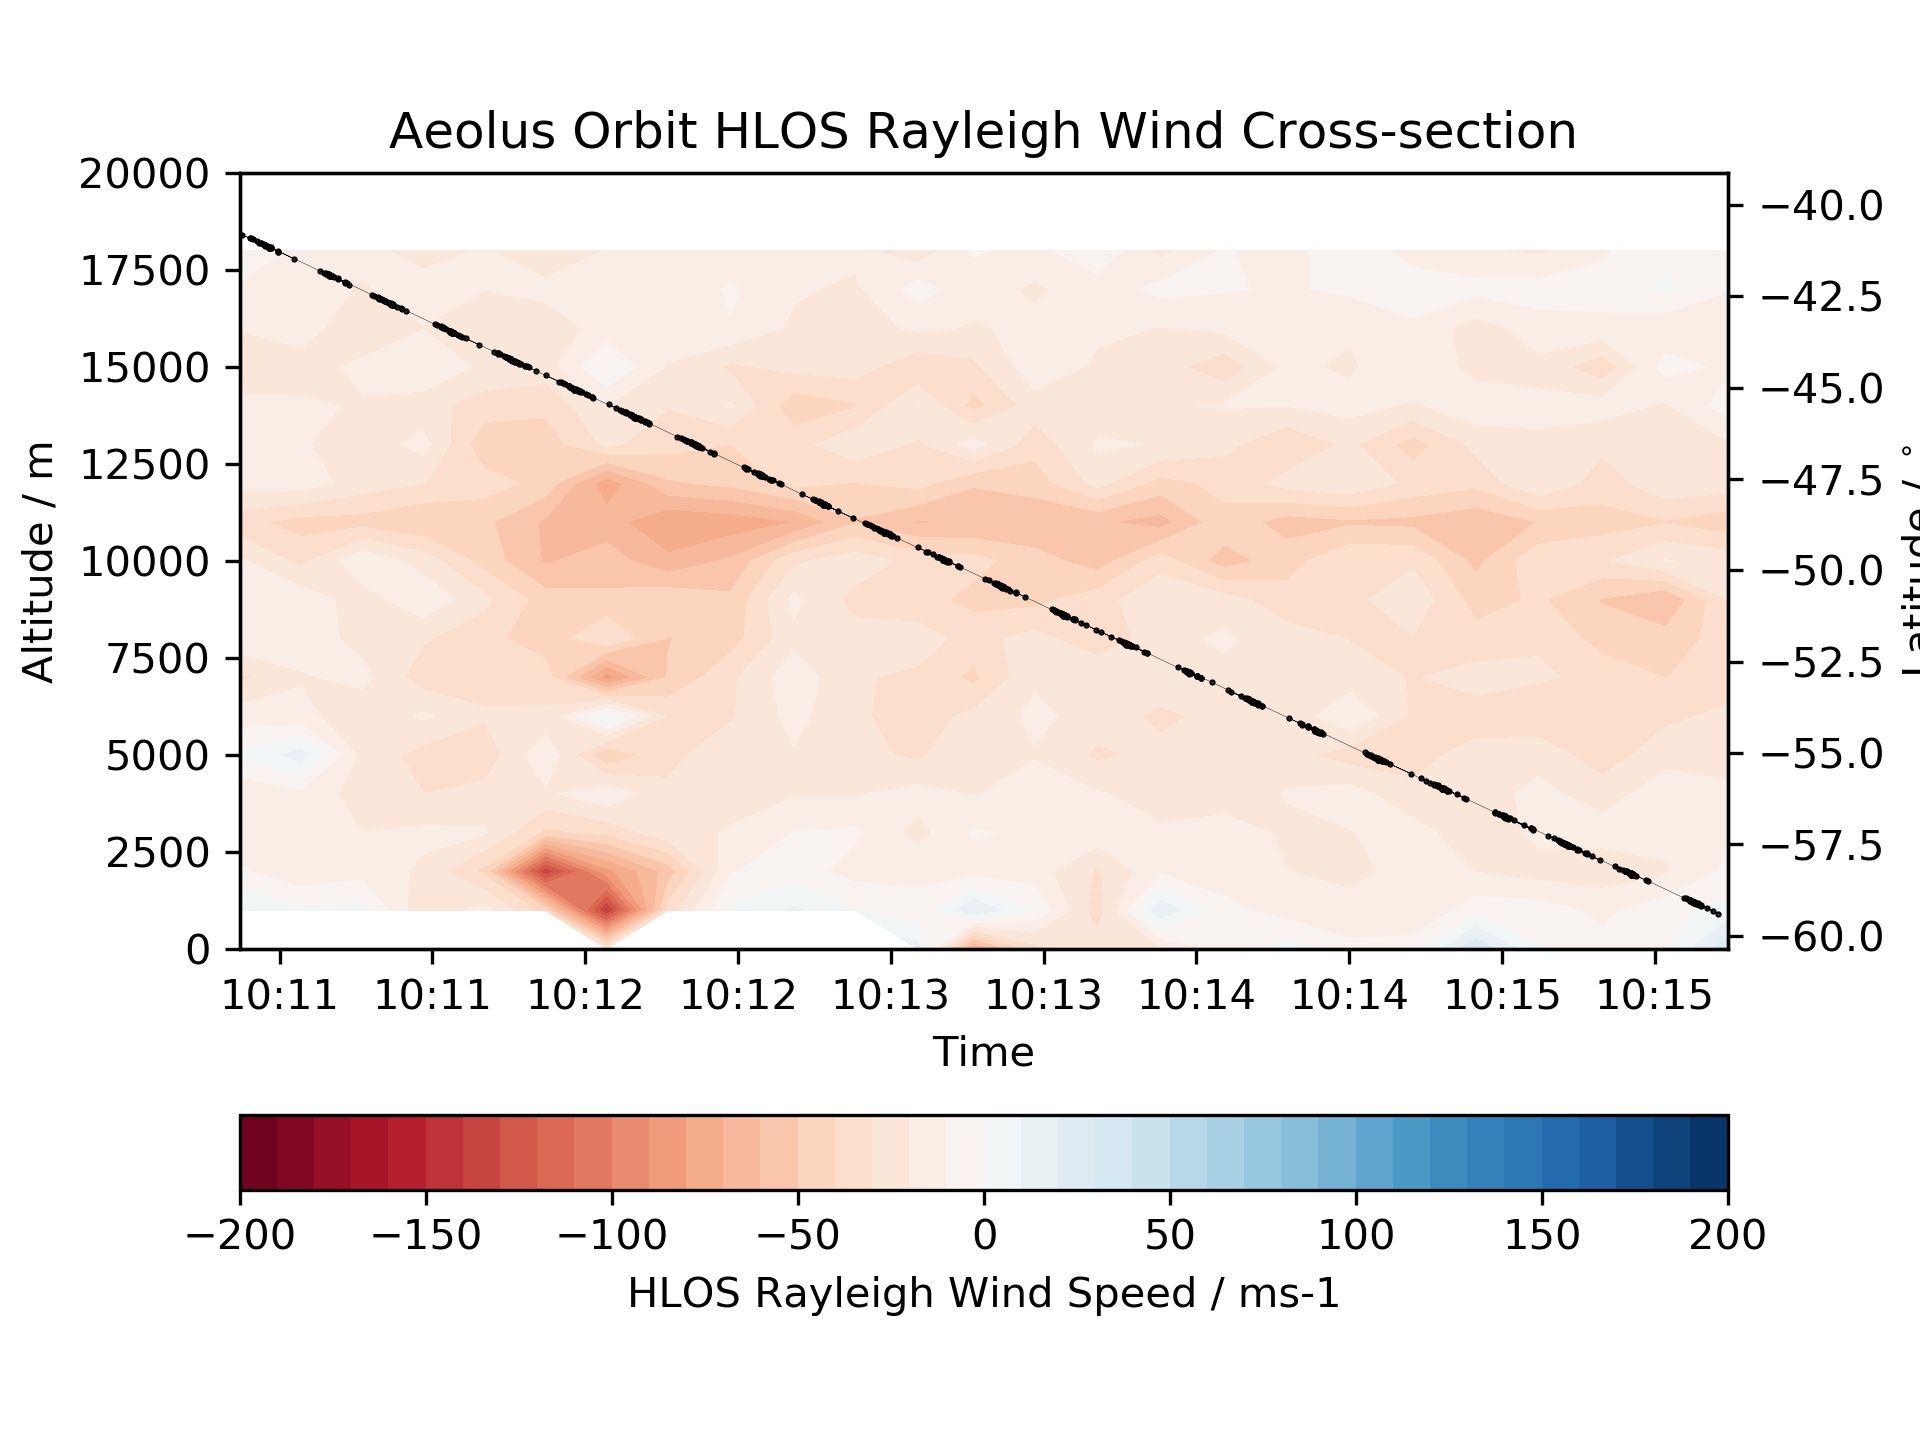 Aeolus Orbit HLOS Rayleigh Wind Cross-section
20000
17500
15000
12500
10000
7500
5000
2500
0
Altitude / m
−40.0
−42.5
−45.0
−47.5
−50.0
−52.5
−55.0
−57.5
−60.0
Latitude / °
10:11 10:11 10:12 10:12 10:13 10:13 10:14 10:14 10:15 10:15
Time
−200 −150 −100 −50 0 50 100 150 200
HLOS Rayleigh Wind Speed / ms-1